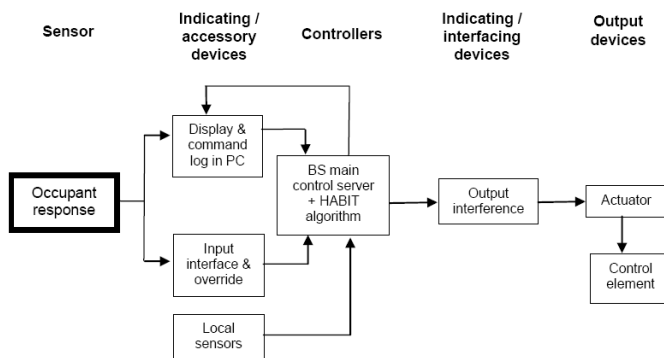 Sensor
Indicating /
accessory
devices
Controllers
Indicating /
interfacing
devices
Output
devices
Display &
command
log in PC
Occupant
response
BS main
control server
+ HABIT
algorithm
Output
interference
Actuator
Input
interface &
override
Control
element
Local
sensors